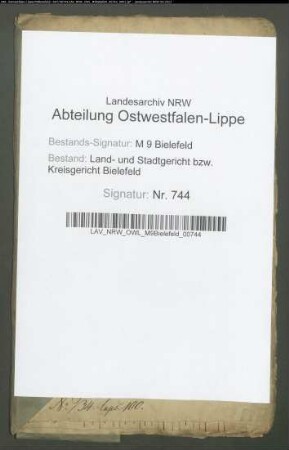 Landesarchiv NRW
Abteilung Ostwestfalen-Lippe
Bestands-Signatur: M 9 Bielefeld
Bestand: Land- und Stadtgericht bzw.
Kreisgericht Bielefeld
Signatur: Nr. 744
LAV_NRW_OWL_M9Bielefeld_00744